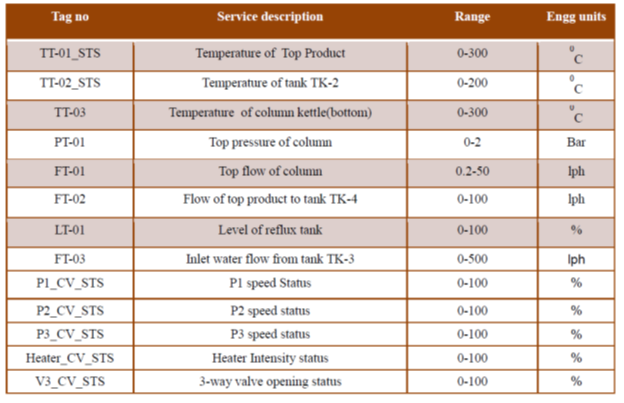 Tag no Service description Range Engg units
TT-01_STS Temperature of Top Product 0-300 ⁰C
TT-02_STS Temperature of tank TK-2 0-200 ⁰C
TT-03 Temperature of column kettle(bottom) 0-300 ⁰C
PT-01 Top pressure of column 0-2 Bar
FT-01 Top flow of column 0.2-50 lph
FT-02 Flow of top product to tank TK-4 0-100 lph
LT-01 Level of reflux tank 0-100 %
FT-03 Inlet water flow from tank TK-3 0-500 lph
P1_CV_STS P1 speed Status 0-100 %
P2_CV_STS P2 speed status 0-100 %
P3_CV_STS P3 speed status 0-100 %
Heater_CV_STS Heater Intensity status 0-100 %
V3_CV_STS 3-way valve opening status 0-100 %